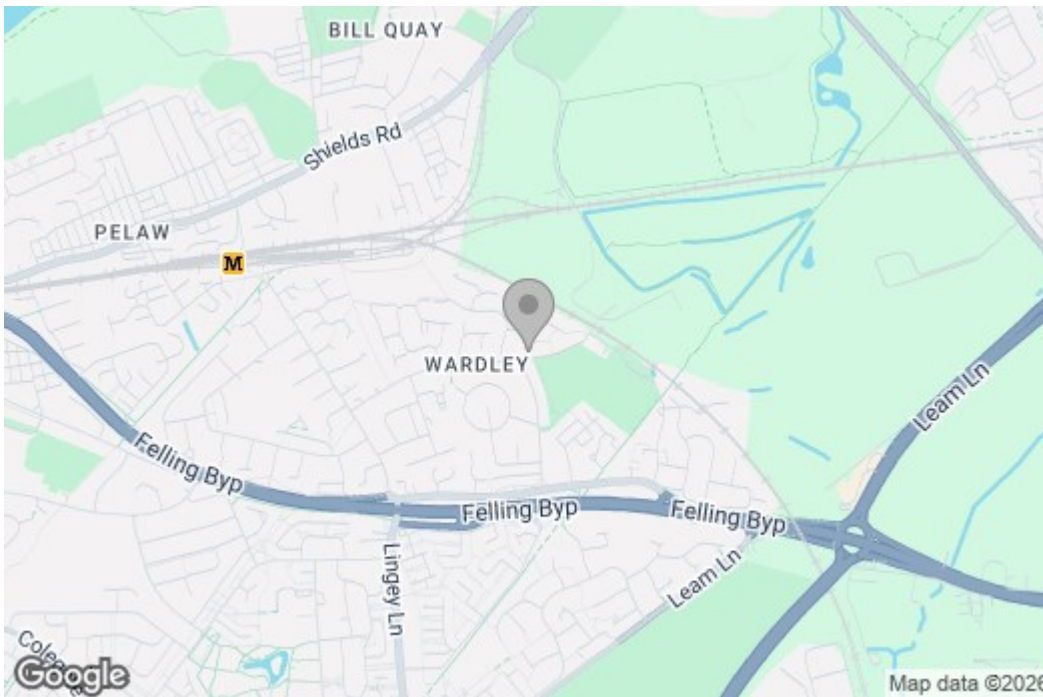 BILL QUAY
Shields Rd
PELAW
M
WARDLEY
Leam Ln
Felling Byp
Felling Byp
Felling Byp
Lingey Ln
Leam Ln
Google
Map data ©2026